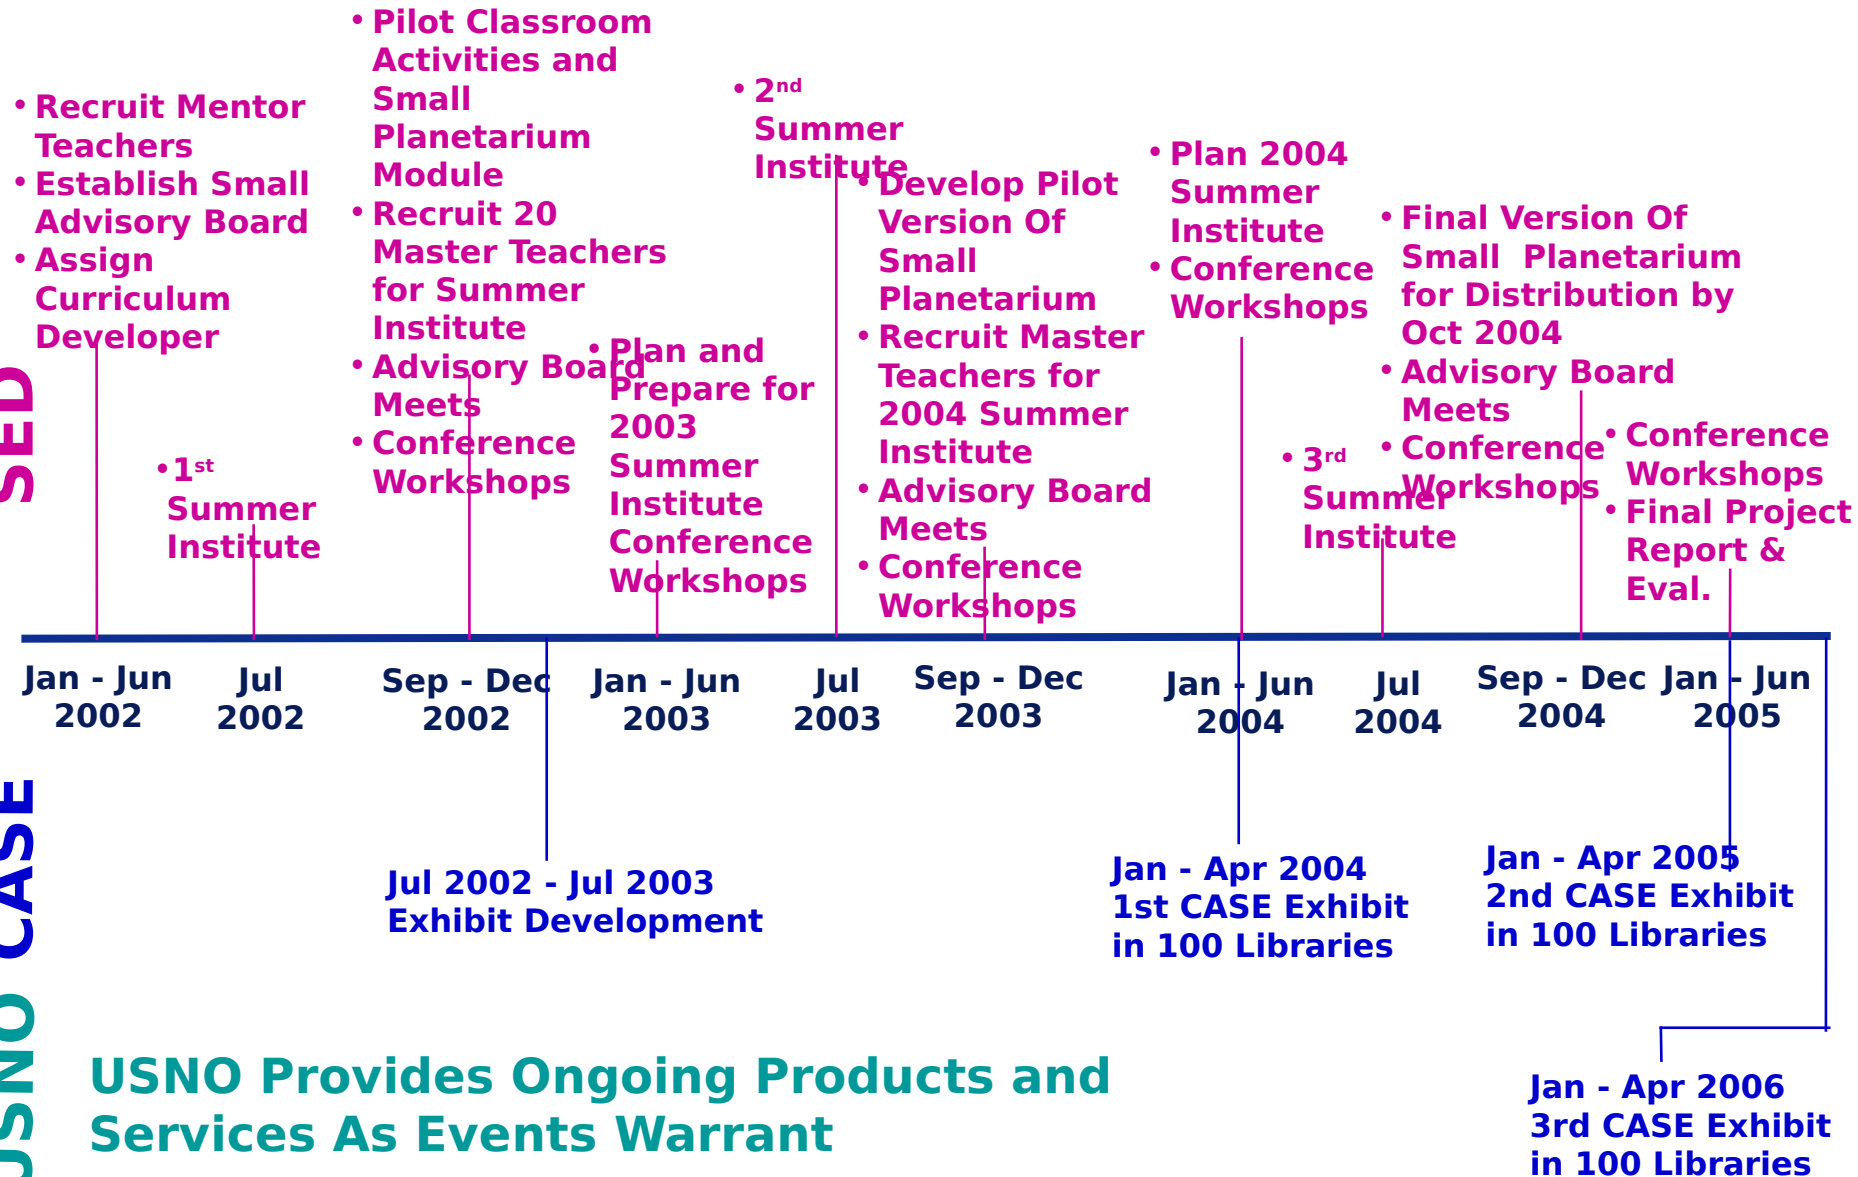 • Recruit Mentor
Teachers
• Establish Small
Advisory Board
• Assign
Curriculum
Developer
• 1st
Summer
Institute
• Pilot Classroom
Activities and
Small
Planetarium
Module
• Recruit 20
Master Teachers
for Summer
Institute
• Advisory Board
Meets
• Conference
Workshops
• Plan and
Prepare for
2003
Summer
Institute
Conference
Workshops
• 2nd
Summer
Institute
• Develop Pilot
Version Of
Small
Planetarium
• Recruit Master
Teachers for
2004 Summer
Institute
• Advisory Board
Meets
• Conference
Workshops
• Plan 2004
Summer
Institute
• Conference
Workshops
• 3rd
Summer
Institute
• Final Version Of
Small  Planetarium
for Distribution by
Oct 2004
• Advisory Board
Meets
• Conference
Workshops
• Conference
Workshops
• Final Project
Report &
Eval.
SED
Jan - Jun
2002
Jul
2002
Sep - Dec
2002
Jan - Jun
2003
Jul
2003
Sep - Dec
2003
Jan - Jun
2004
Jul
2004
Sep - Dec
2004
Jan - Jun
2005
CASE
Jul 2002 - Jul 2003
Exhibit Development
Jan - Apr 2004
1st CASE Exhibit
in 100 Libraries
Jan - Apr 2005
2nd CASE Exhibit
in 100 Libraries
Jan - Apr 2006
3rd CASE Exhibit
in 100 Libraries
USNO
USNO Provides Ongoing Products and
Services As Events Warrant